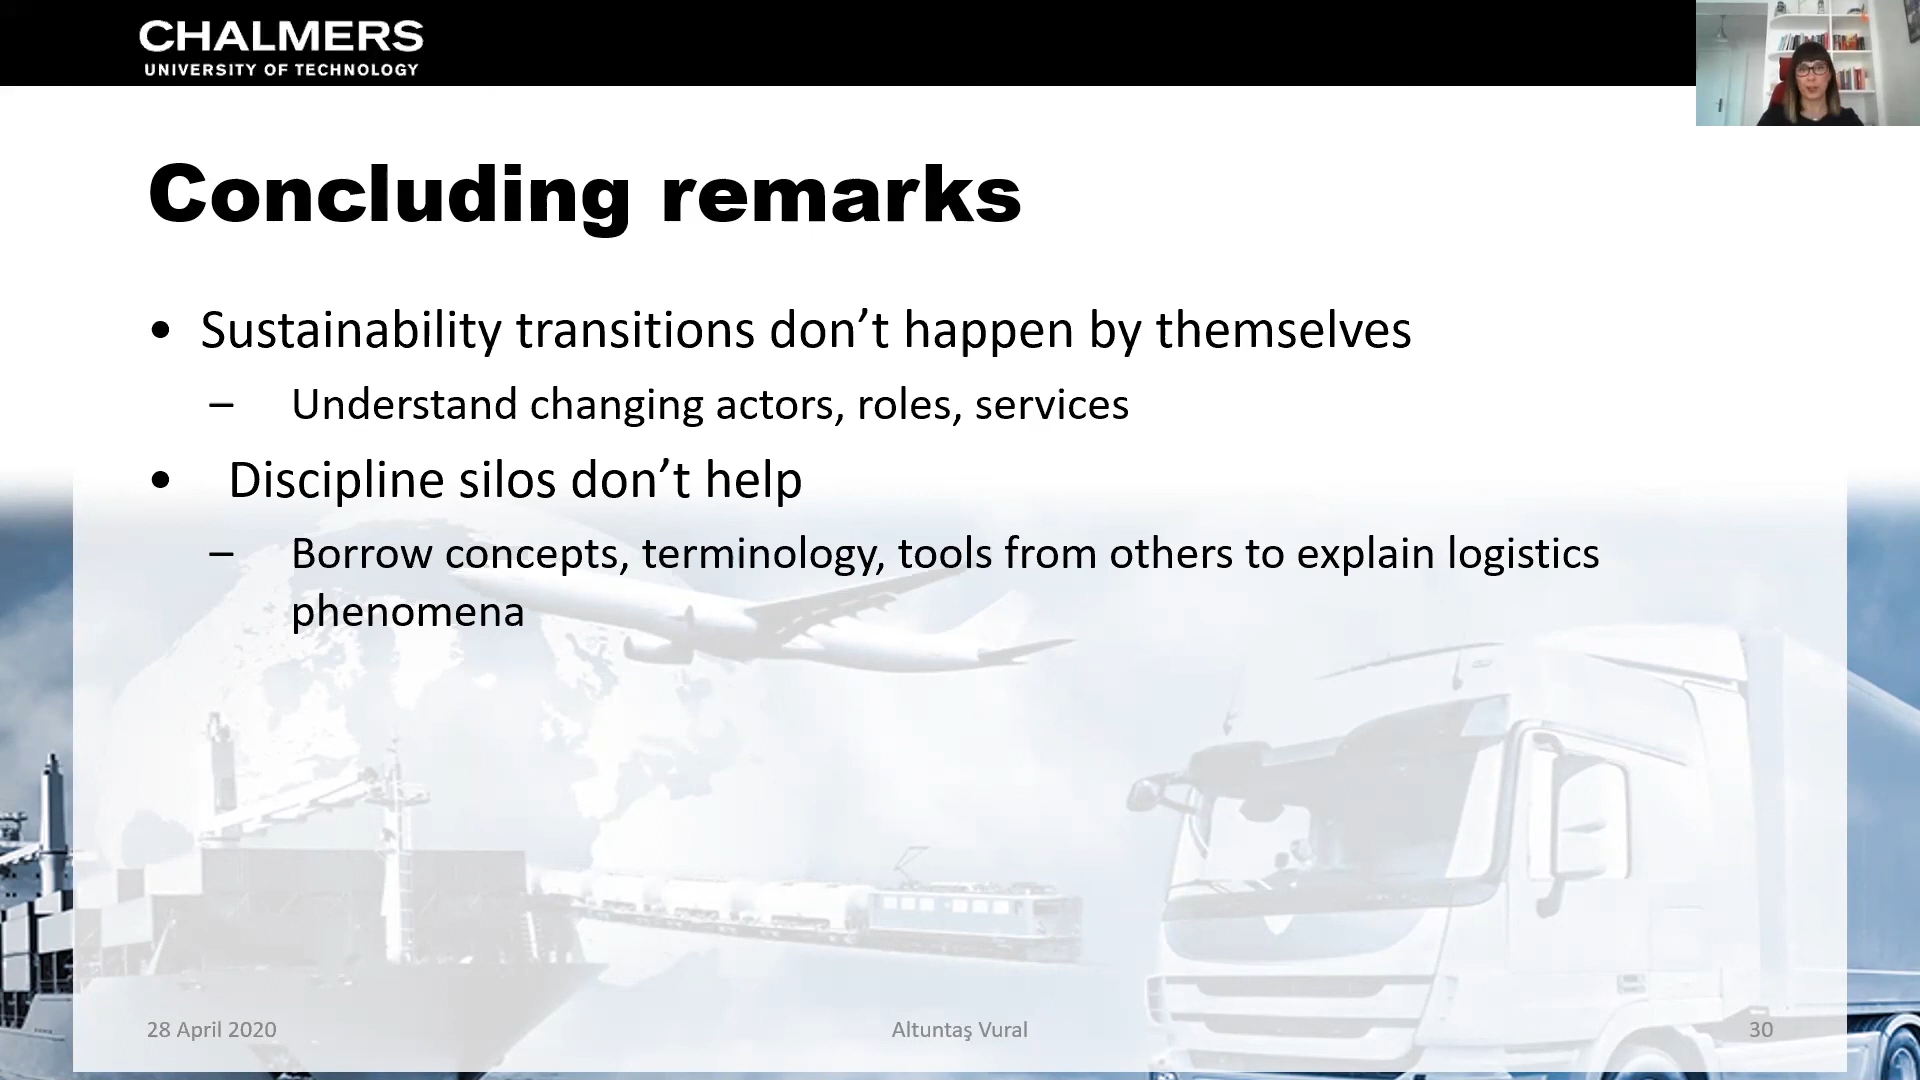 CHALMERS
UNIVERSITY OF TECHNOLOGY
Concluding remarks
• Sustainability transitions don’t happen by themselves
– Understand changing actors, roles, services
• Discipline silos don’t help
– Borrow concepts, terminology, tools from others to explain logistics
phenomena
28 April 2020
Altuntaş Vural
30